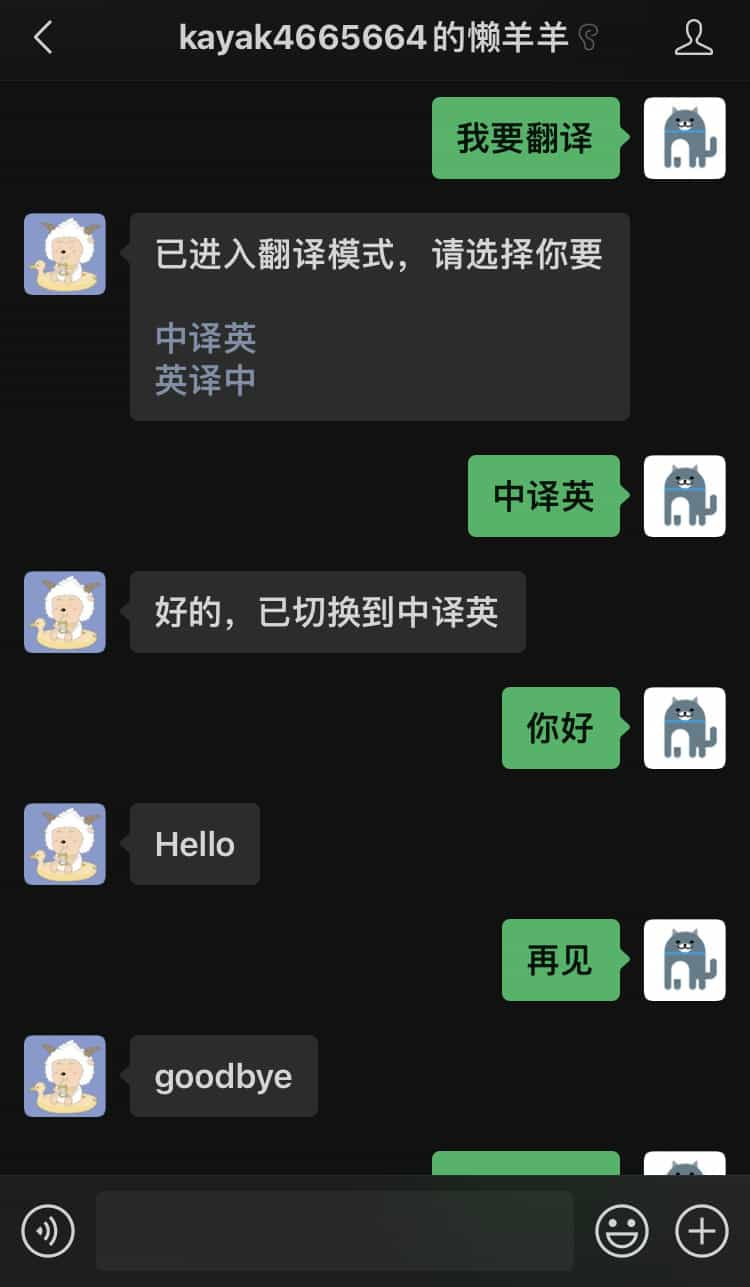 kayak4665664的懒羊羊
我要翻译
已进入翻译模式，请选择你要
中译英
英译中
中译英
好的，已切换到中译英
你好
Hello
再见
goodbye